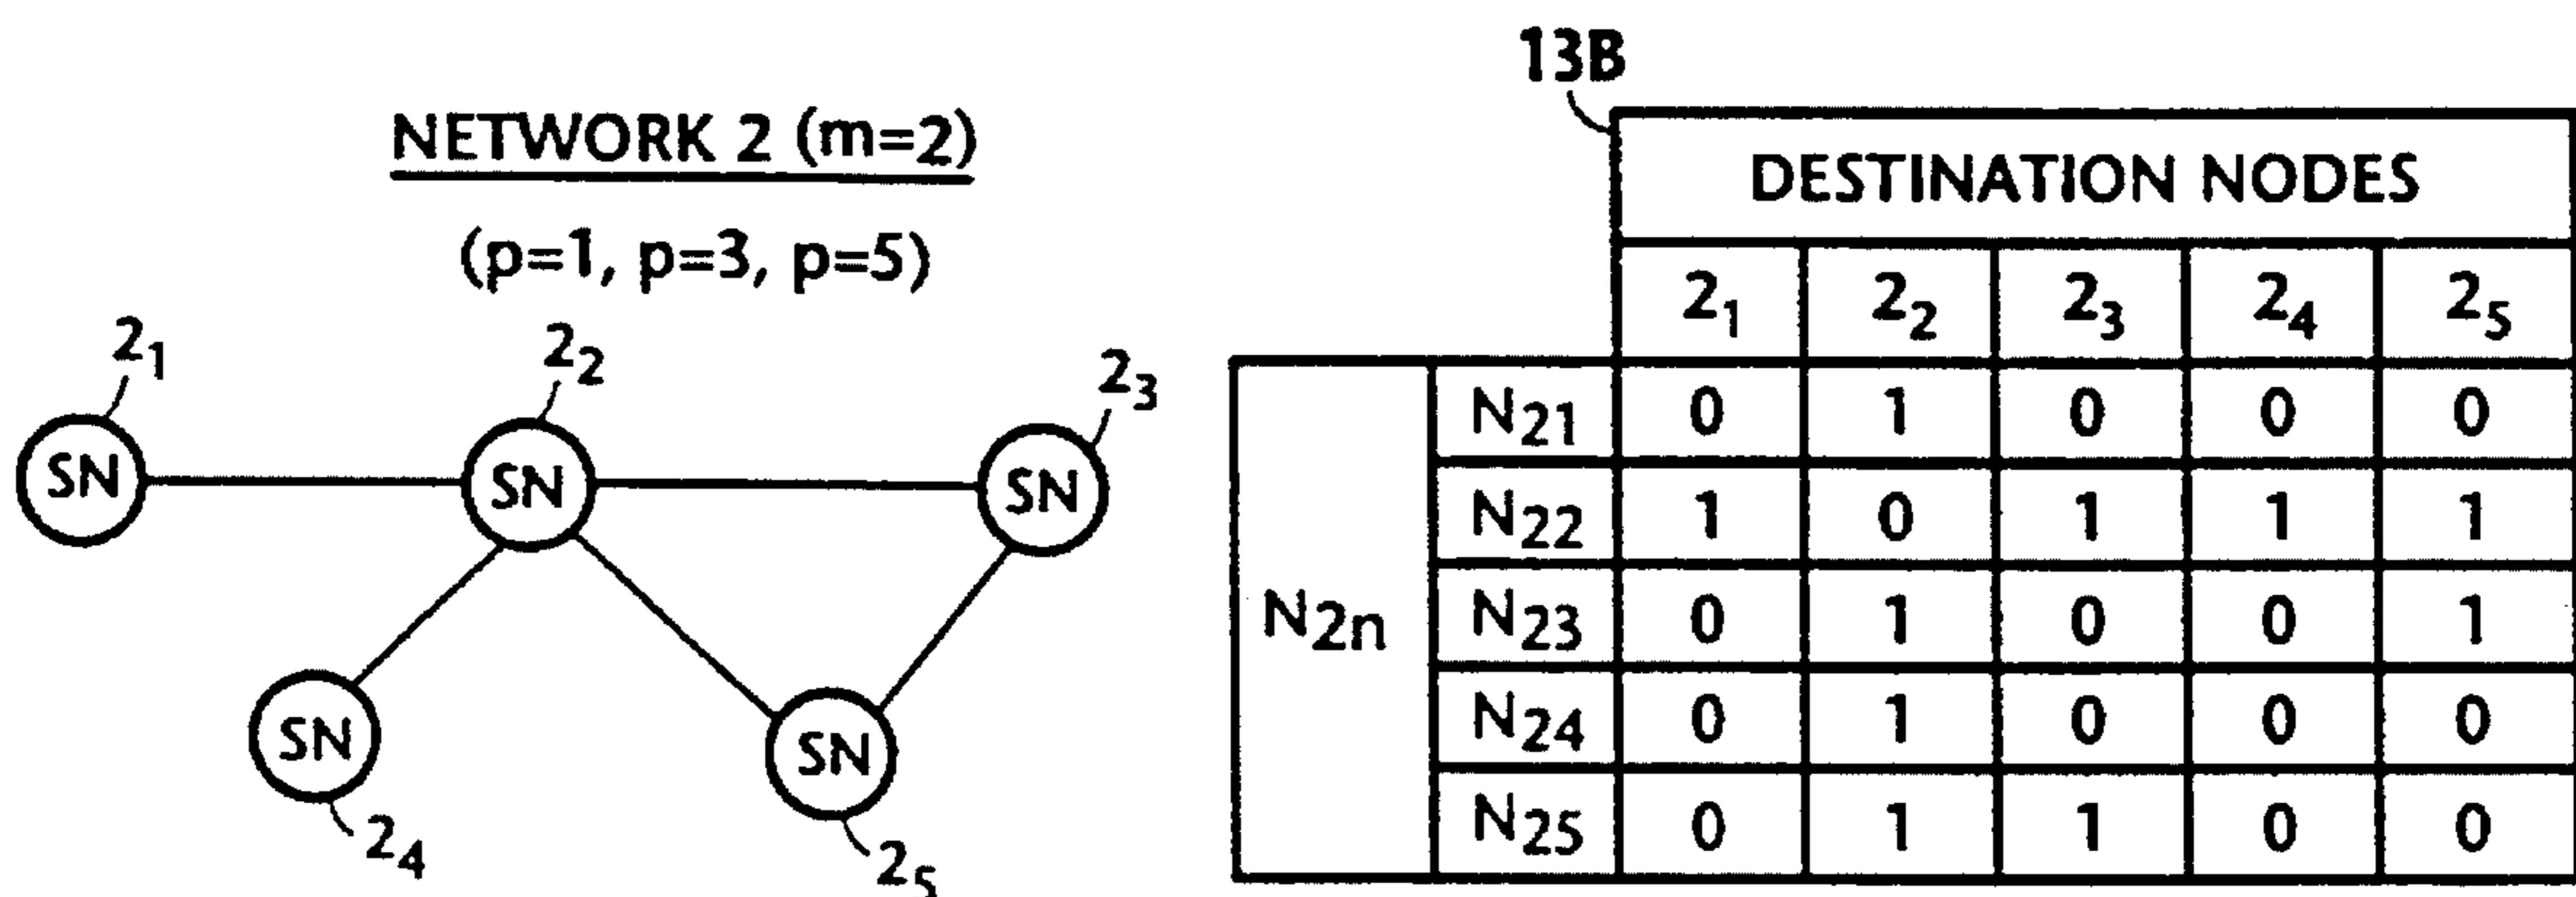 NETWORK 2 (m=2)
(p=1, p=3, p=5)
2₁
2₂
2₃
SN
SN
SN
SN
SN
2₄
2₅
13B
DESTINATION NODES
2₁ 2₂ 2₃ 2₄ 2₅
N₂ₙ
N₂₁ 0 1 0 0 0
N₂₂ 1 0 1 1 1
N₂₃ 0 1 0 0 1
N₂₄ 0 1 0 0 0
N₂₅ 0 1 1 0 0